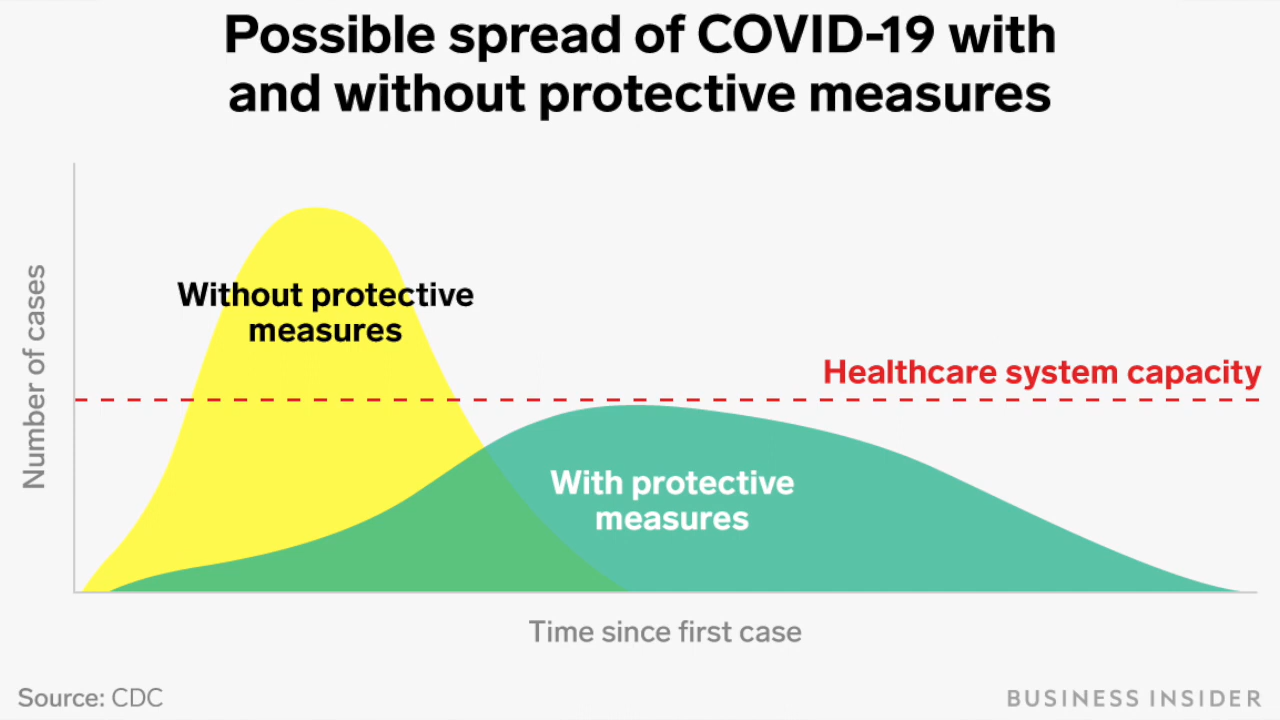 Possible spread of COVID-19 with
and without protective measures
Number of cases
Without protective
measures
Healthcare system capacity
With protective
measures
Time since first case
Source: CDC
BUSINESS INSIDER